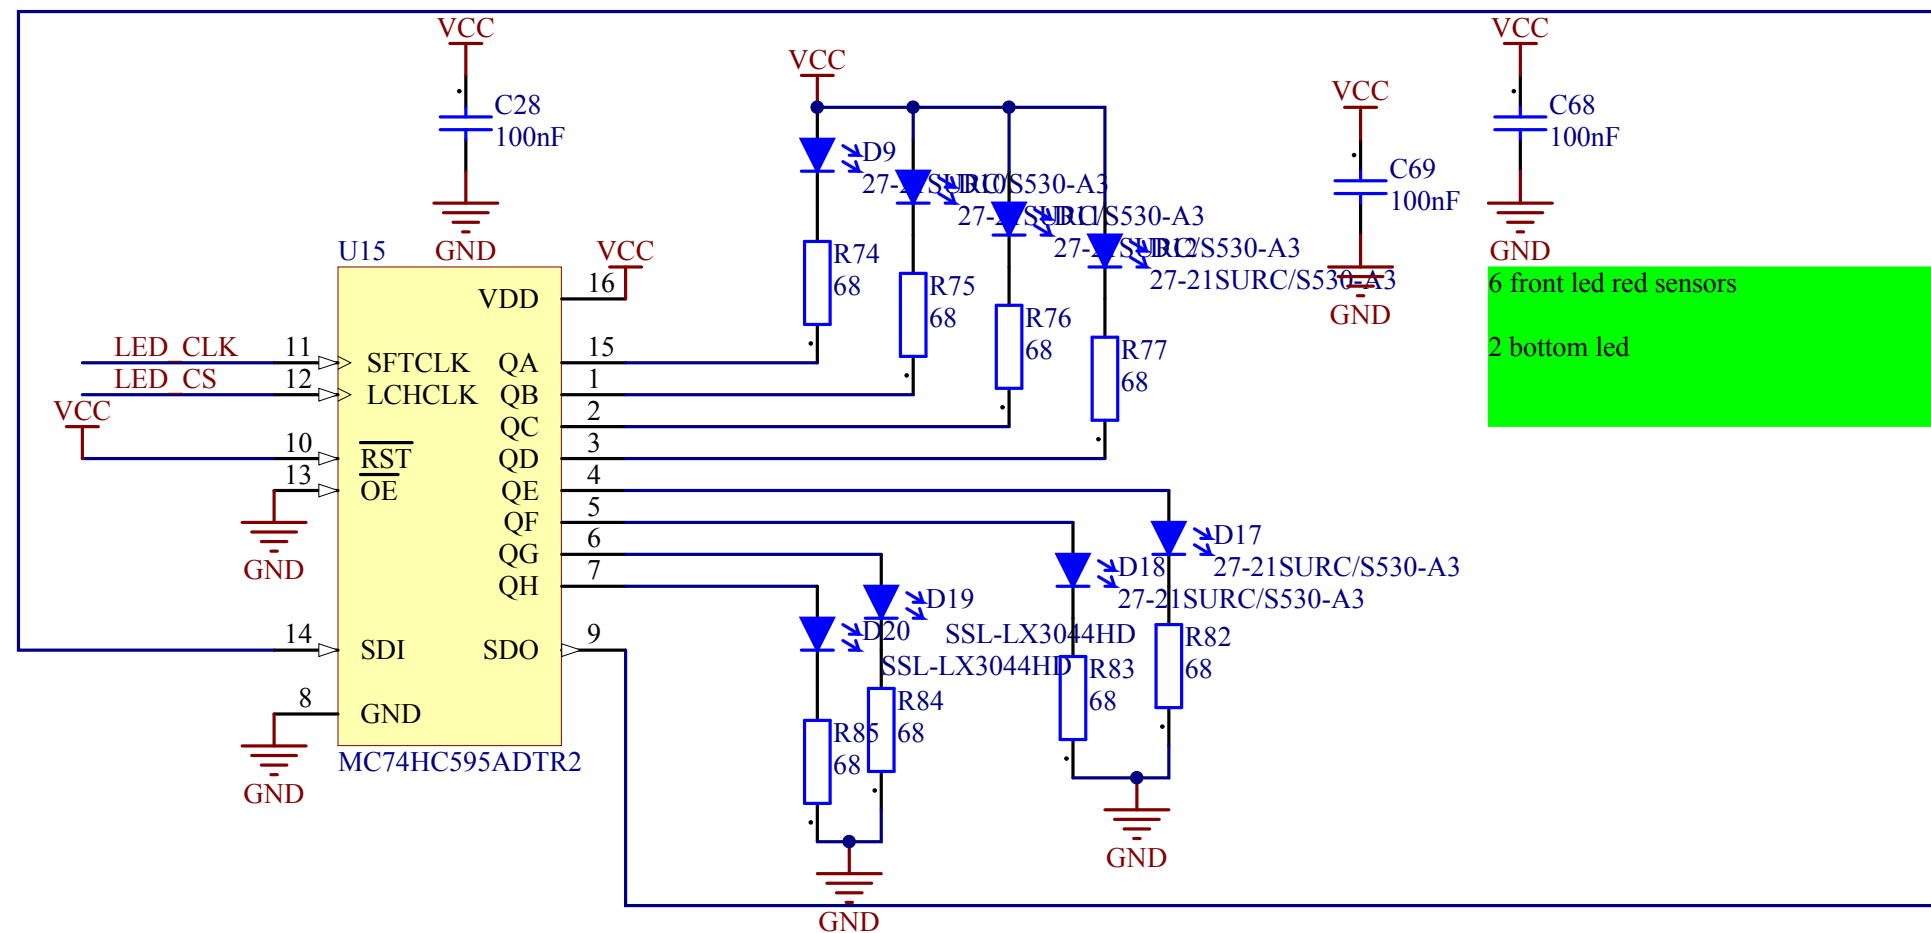 VCC
C28
100nF
GND
VCC
D9
27-21SURC/S530-A3
D10
27-21SURC/S530-A3
D11
27-21SURC/S530-A3
D12
27-21SURC/S530-A3
R74
68
R75
68
R76
68
R77
68
VCC
C69
100nF
GND
VCC
C68
100nF
GND
6 front led red sensors
2 bottom led
U15
VCC
VDD
16
LED_CLK
11
SFTCLK
QA
15
LED_CS
12
LCHCLK
QB
1
VCC
QC
2
10
RST
QD
3
13
OE
QE
4
GND
QF
5
QG
6
QH
7
14
SDI
SDO
9
8
GND
GND
MC74HC595ADTR2
D17
27-21SURC/S530-A3
D18
27-21SURC/S530-A3
D19
SSL-LX3044HD
D20
SSL-LX3044HD
R82
68
R83
68
R84
68
R85
68
GND
GND